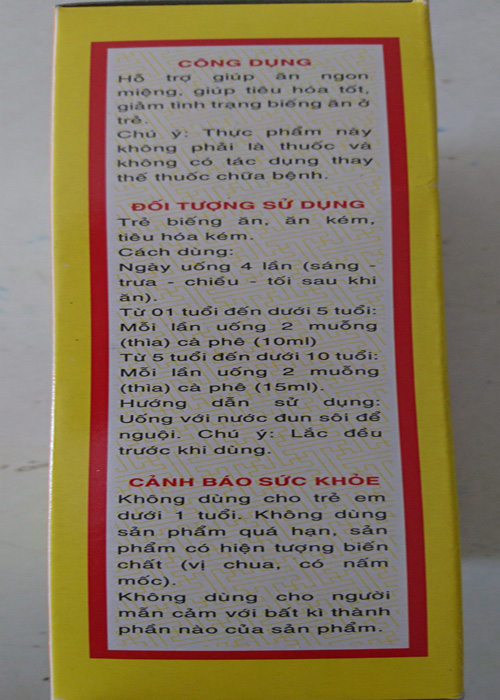 CÔNG DỤNG
Hỗ trợ giúp ăn ngon
miệng, giúp tiêu hóa tốt,
giảm tình trạng biếng ăn ở
trẻ.
Chú ý: Thực phẩm này
không phải là thuốc và
không có tác dụng thay
thế thuốc chữa bệnh.
ĐỐI TƯỢNG SỬ DỤNG
Trẻ biếng ăn, ăn kém,
tiêu hóa kém.
Cách dùng:
Ngày uống 4 lần (sáng -
trưa - chiều - tối sau khi
ăn).
Từ 01 tuổi đến dưới 5 tuổi:
Mỗi lần uống 2 muỗng
(thìa) cà phê (10ml)
Từ 5 tuổi đến dưới 10 tuổi:
Mỗi lần uống 2 muỗng
(thìa) cà phê (15ml).
Hướng dẫn sử dụng:
Uống với nước đun sôi để
nguội. Chú ý: Lắc đều
trước khi dùng.
CẢNH BÁO SỨC KHỎE
Không dùng cho trẻ em
dưới 1 tuổi. Không dùng
sản phẩm quá hạn, sản
phẩm có hiện tượng biến
chất (vị chua, có nấm
mốc).
Không dùng cho người
mẫn cảm với bất kì thành
phần nào của sản phẩm.